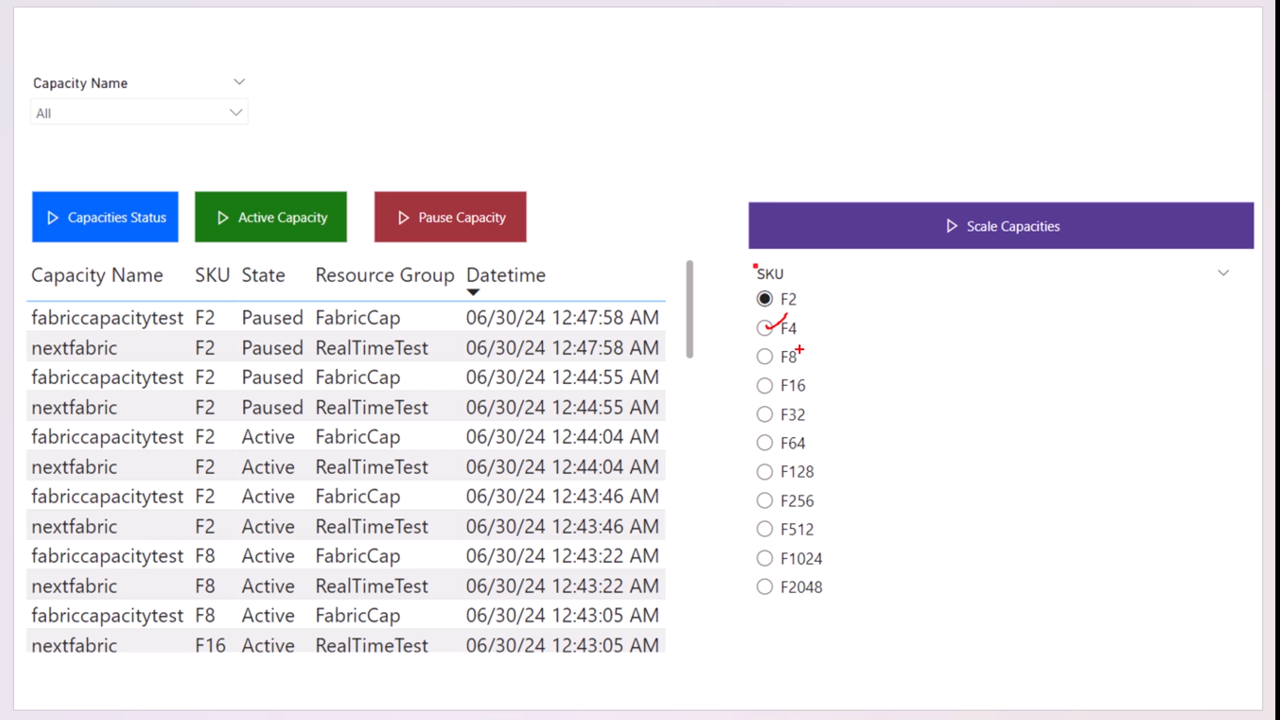 Capacity Name
All
Capacities Status Active Capacity Pause Capacity
Scale Capacities
Capacity Name SKU State Resource Group Datetime
fabriccapacitytest F2 Paused FabricCap 06/30/24 12:47:58 AM
nextfabric F2 Paused RealTimeTest 06/30/24 12:47:58 AM
fabriccapacitytest F2 Paused FabricCap 06/30/24 12:44:55 AM
nextfabric F2 Paused RealTimeTest 06/30/24 12:44:55 AM
fabriccapacitytest F2 Active FabricCap 06/30/24 12:44:04 AM
nextfabric F2 Active RealTimeTest 06/30/24 12:44:04 AM
fabriccapacitytest F2 Active FabricCap 06/30/24 12:43:46 AM
nextfabric F2 Active RealTimeTest 06/30/24 12:43:46 AM
fabriccapacitytest F8 Active FabricCap 06/30/24 12:43:22 AM
nextfabric F8 Active RealTimeTest 06/30/24 12:43:22 AM
fabriccapacitytest F8 Active FabricCap 06/30/24 12:43:05 AM
nextfabric F16 Active RealTimeTest 06/30/24 12:43:05 AM
SKU
F2
F4
F8
F16
F32
F64
F128
F256
F512
F1024
F2048